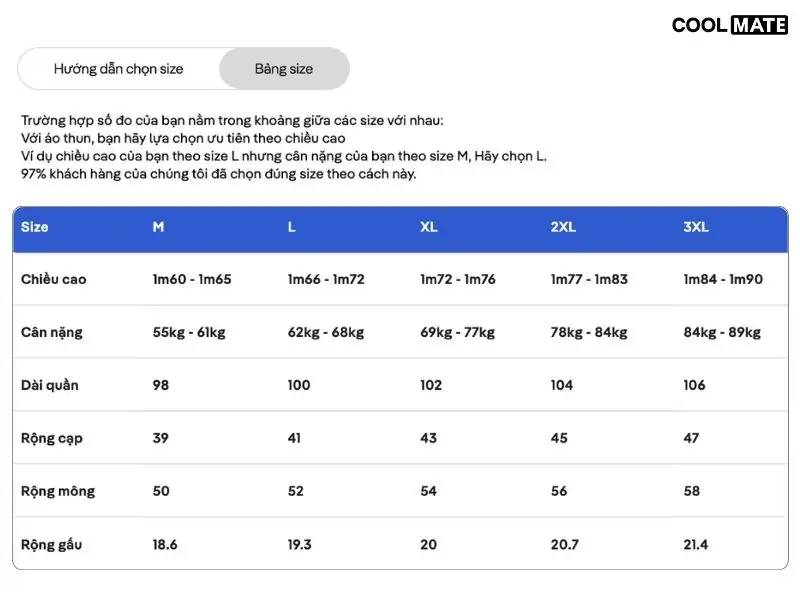 COOLMATE
Hướng dẫn chọn size Bảng size
Trường hợp số đo của bạn nằm trong khoảng giữa các size với nhau:
Với áo thun, bạn hãy lựa chọn ưu tiên theo chiều cao
Ví dụ chiều cao của bạn theo size L nhưng cân nặng của bạn theo size M, Hãy chọn L.
97% khách hàng của chúng tôi đã chọn đúng size theo cách này.
Size M L XL 2XL 3XL
Chiều cao 1m60 - 1m65 1m66 - 1m72 1m72 - 1m76 1m77 - 1m83 1m84 - 1m90
Cân nặng 55kg - 61kg 62kg - 68kg 69kg - 77kg 78kg - 84kg 84kg - 89kg
Dài quần 98 100 102 104 106
Rộng cạp 39 41 43 45 47
Rộng mông 50 52 54 56 58
Rộng gấu 18.6 19.3 20 20.7 21.4